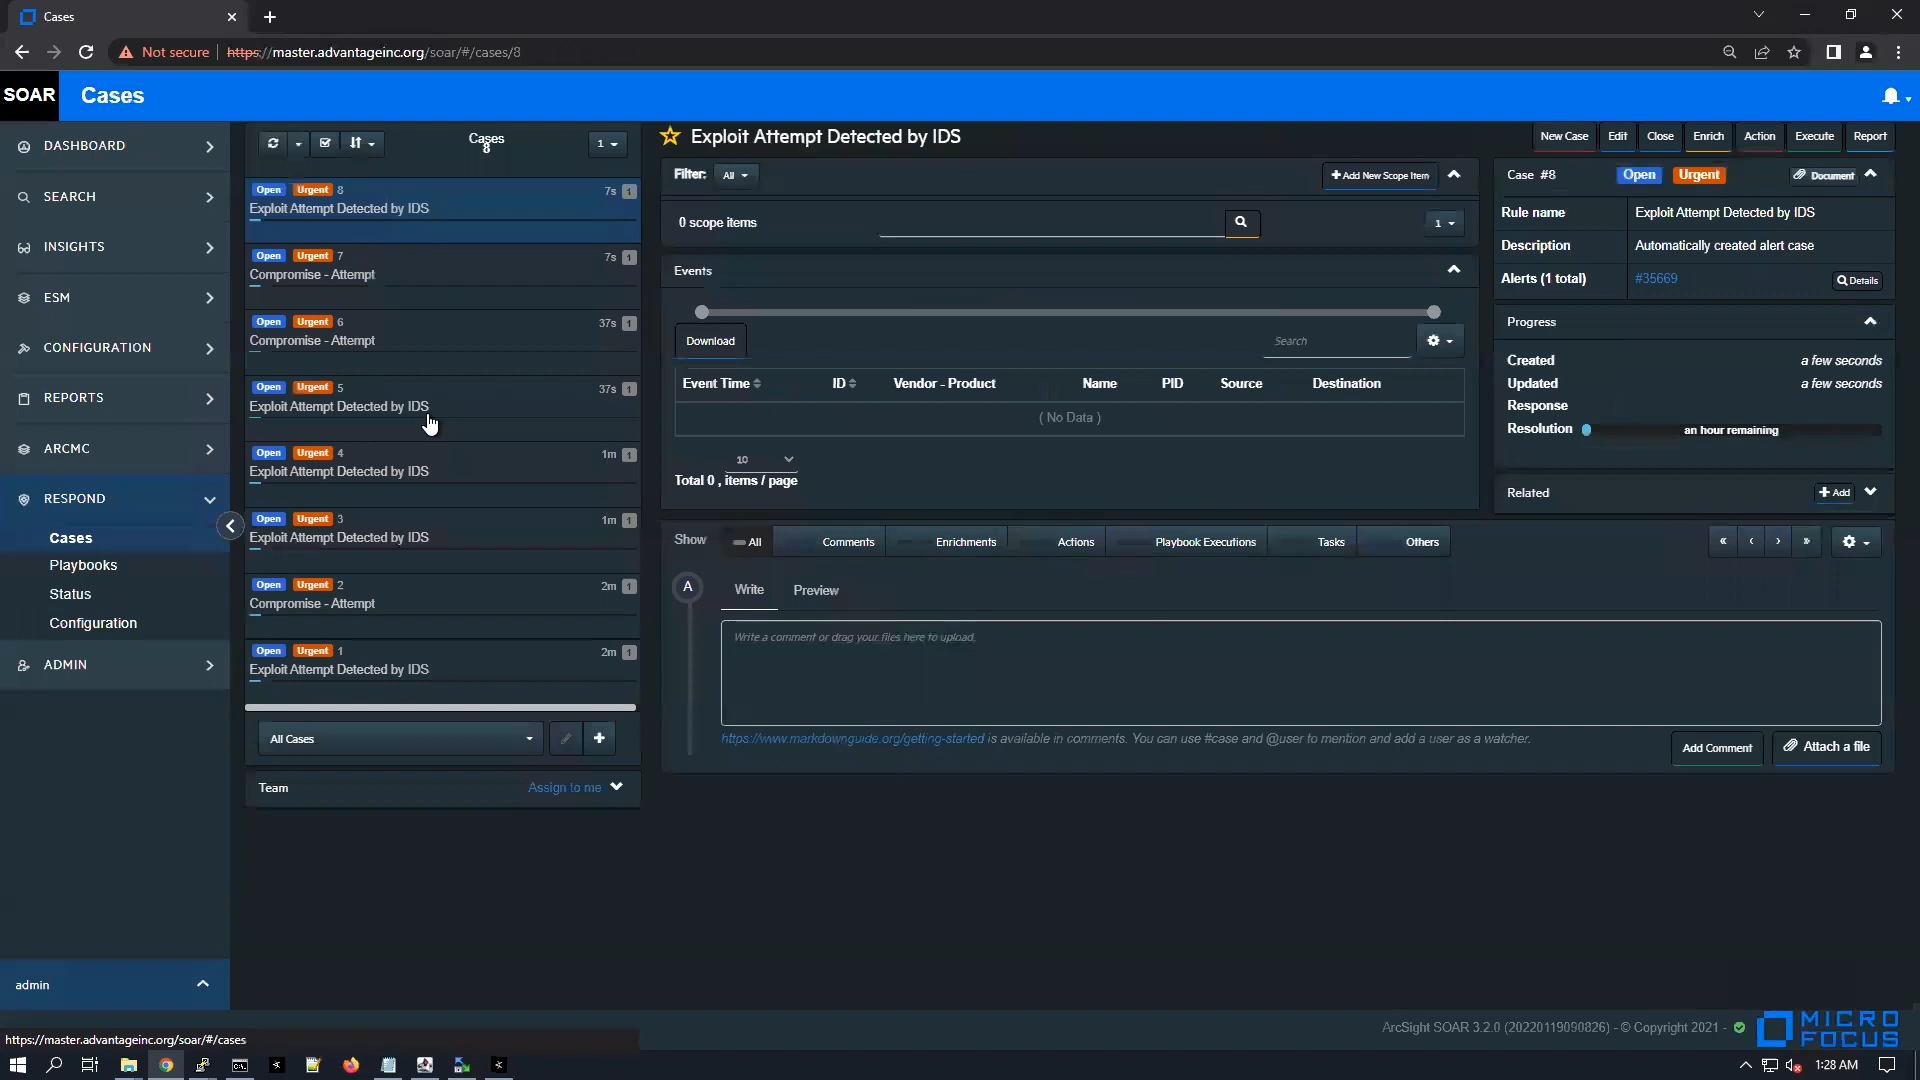 Cases
Not secure https://master.advantageinc.org/soar/#/cases/8
SOAR Cases
DASHBOARD
SEARCH
INSIGHTS
ESM
CONFIGURATION
REPORTS
ARCMC
RESPOND
Cases
Playbooks
Status
Configuration
ADMIN
admin
Cases
8
1
Open Urgent 8 7s 1
Exploit Attempt Detected by IDS
Open Urgent 7 7s 1
Compromise - Attempt
Open Urgent 6 37s 1
Compromise - Attempt
Open Urgent 5 37s 1
Exploit Attempt Detected by IDS
Open Urgent 4 1m 1
Exploit Attempt Detected by IDS
Open Urgent 3 1m 1
Exploit Attempt Detected by IDS
Open Urgent 2 2m 1
Compromise - Attempt
Open Urgent 1 2m 1
Exploit Attempt Detected by IDS
All Cases
Team Assign to me
Exploit Attempt Detected by IDS
New Case Edit Close Enrich Action Execute Report
Filter: All Add New Scope Item
0 scope items 1
Events
Download Search
Event Time ID Vendor - Product Name PID Source Destination
( No Data )
10
Total 0 , items / page
Case #8 Open Urgent Document
Rule name Exploit Attempt Detected by IDS
Description Automatically created alert case
Alerts (1 total) #35669 Details
Progress
Created a few seconds
Updated a few seconds
Response
Resolution an hour remaining
Related Add
Show All Comments Enrichments Actions Playbook Executions Tasks Others
« ‹ › »
A Write Preview
Write a comment or drag your files here to upload.
https://www.markdownguide.org/getting-started is available in comments. You can use #case and @user to mention and add a user as a watcher.
Add Comment Attach a file
ArcSight SOAR 3.2.0 (20220119090826) - © Copyright 2021 -
MICRO
FOCUS
https://master.advantageinc.org/soar/#/cases
1:28 AM